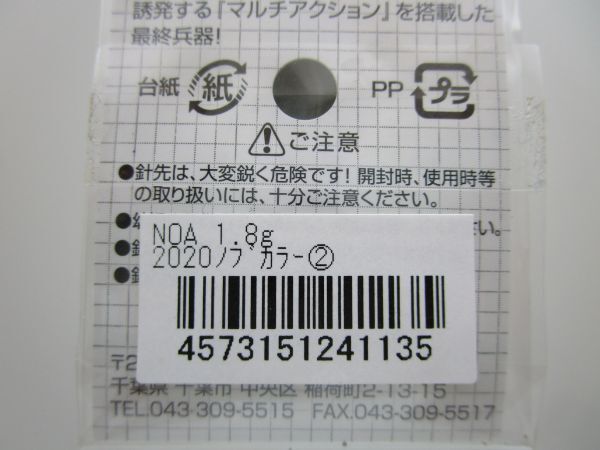 誘発する『マルチアクション』を搭載した
最終兵器!
台紙 紙 PP プラ
ご注意
●針先は、大変鋭く危険です!開封時、使用時等
の取り扱いには、十分ご注意ください。
NOA 1.8g
2020ノブカラー②
4573151241135
千葉県 千葉市 中央区 稲荷町2-13-15
TEL.043-309-5515 FAX.043-309-5517